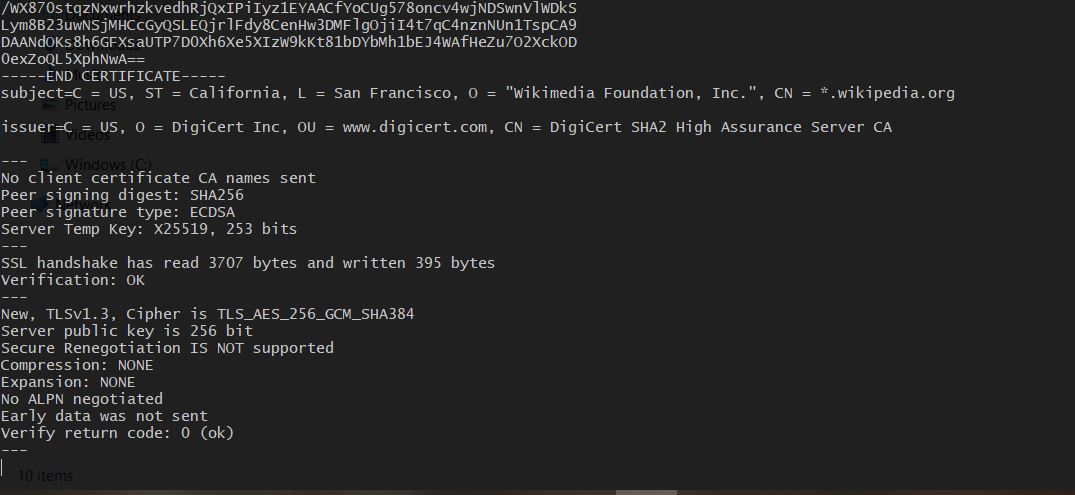 /WX870stqzNxwrhzkvedhRjQxIPiIyz1EYAACfYoCUg578oncv4wjNDSwnVlWDkS
Lym8B23uwNSjMHCcGyQSLEQjrlFdy8CenHw3DMFlgOjiI4t7qC4nznNUn1TspCA9
DAANdOKs8h6GFXsaUTP7DOXh6Xe5XIzW9kKt81bDYbMh1bEJ4WAfHeZu7O2XckOD
0exZoQL5XphNwA==
-----END CERTIFICATE-----
subject=C = US, ST = California, L = San Francisco, O = "Wikimedia Foundation, Inc.", CN = *.wikipedia.org
Pictures
issuer=C = US, O = DigiCert Inc, OU = www.digicert.com, CN = DigiCert SHA2 High Assurance Server CA
Videos
---
Windows (C:)
No client certificate CA names sent
Peer signing digest: SHA256
Peer signature type: ECDSA
Server Temp Key: X25519, 253 bits
---
SSL handshake has read 3707 bytes and written 395 bytes
Verification: OK
---
New, TLSv1.3, Cipher is TLS_AES_256_GCM_SHA384
Server public key is 256 bit
Secure Renegotiation IS NOT supported
Compression: NONE
Expansion: NONE
No ALPN negotiated
Early data was not sent
Verify return code: 0 (ok)
---
10 items